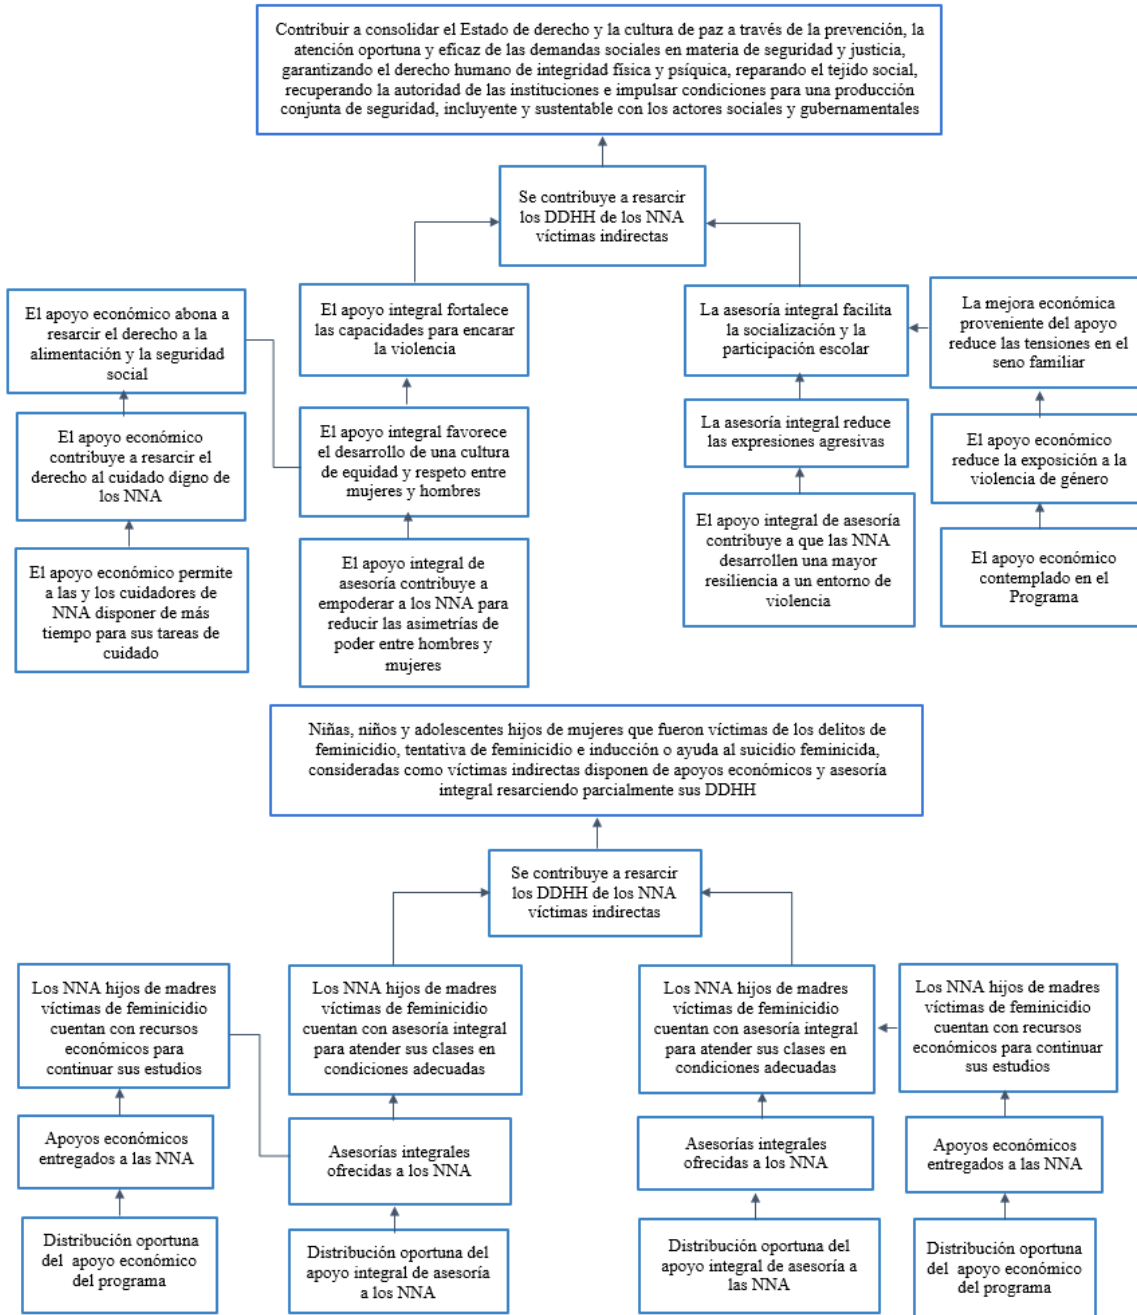 Contribuir a consolidar el Estado de derecho y la cultura de paz a través de la prevención, la
atención oportuna y eficaz de las demandas sociales en materia de seguridad y justicia,
garantizando el derecho humano de integridad física y psíquica, reparando el tejido social,
recuperando la autoridad de las instituciones e impulsar condiciones para una producción
conjunta de seguridad, incluyente y sustentable con los actores sociales y gubernamentales
Se contribuye a resarcir
los DDHH de los NNA
víctimas indirectas
El apoyo económico abona a
resarcir el derecho a la
alimentación y la seguridad
social
El apoyo integral fortalece
las capacidades para encarar
la violencia
La asesoría integral facilita
la socialización y la
participación escolar
La mejora económica
proveniente del apoyo
reduce las tensiones en el
seno familiar
El apoyo económico
contribuye a resarcir el
derecho al cuidado digno de
los NNA
El apoyo integral favorece
el desarrollo de una cultura
de equidad y respeto entre
mujeres y hombres
La asesoría integral reduce
las expresiones agresivas
El apoyo económico
reduce la exposición a la
violencia de género
El apoyo económico permite
a las y los cuidadores de
NNA disponer de más
tiempo para sus tareas de
cuidado
El apoyo integral de
asesoría contribuye a
empoderar a los NNA para
reducir las asimetrías de
poder entre hombres y
mujeres
El apoyo integral de asesoría
contribuye a que las NNA
desarrollen una mayor
resiliencia a un entorno de
violencia
El apoyo económico
contemplado en el
Programa
Niñas, niños y adolescentes hijos de mujeres que fueron víctimas de los delitos de
feminicidio, tentativa de feminicidio e inducción o ayuda al suicidio feminicida,
consideradas como víctimas indirectas disponen de apoyos económicos y asesoría
integral resarciendo parcialmente sus DDHH
Se contribuye a resarcir
los DDHH de los NNA
víctimas indirectas
Los NNA hijos de madres
víctimas de feminicidio
cuentan con recursos
económicos para
continuar sus estudios
Los NNA hijos de madres
víctimas de feminicidio
cuentan con asesoría integral
para atender sus clases en
condiciones adecuadas
Los NNA hijos de madres
víctimas de feminicidio
cuentan con asesoría integral
para atender sus clases en
condiciones adecuadas
Los NNA hijos de madres
víctimas de feminicidio
cuentan con recursos
económicos para continuar
sus estudios
Apoyos económicos
entregados a las NNA
Asesorías integrales
ofrecidas a los NNA
Asesorías integrales
ofrecidas a los NNA
Apoyos económicos
entregados a las NNA
Distribución oportuna
del apoyo económico
del programa
Distribución oportuna del
apoyo integral de asesoría
a los NNA
Distribución oportuna del
apoyo integral de asesoría a
las NNA
Distribución oportuna
del apoyo económico
del programa